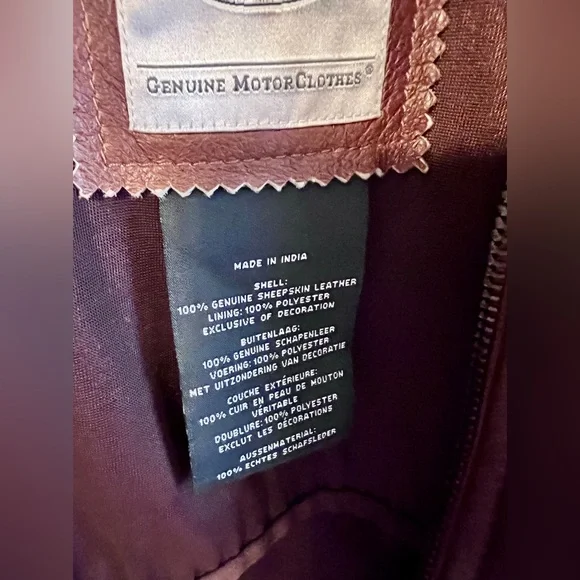 GENUINE MOTORCLOTHES®
MADE IN INDIA
SHELL:
100% GENUINE SHEEPSKIN LEATHER
LINING: 100% POLYESTER
EXCLUSIVE OF DECORATION
BUITENLAAG:
100% GENUINE SCHAPENLEER
VOERING: 100% POLYESTER
MET UITZONDERING VAN DECORATIE
COUCHE EXTÉRIEURE:
100% CUIR EN PEAU DE MOUTON
VÉRITABLE
DOUBLURE: 100% POLYESTER
EXCLUT LES DÉCORATIONS
AUSSENMATERIAL:
100% ECHTES SCHAFSLEDER